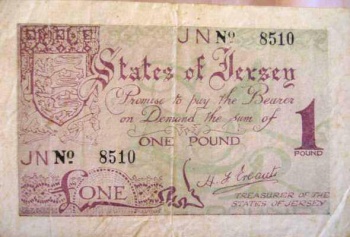 JN No 8510
States of Jersey
Promise to pay the Bearer
on Demand the sum of
ONE POUND
1
POUND
JN No 8510
£ONE
TREASURER OF THE
STATES OF JERSEY